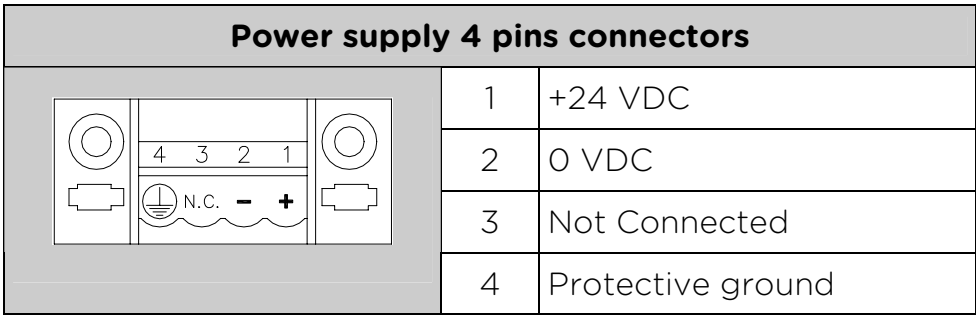 Power supply 4 pins connectors
4 3 2 1
N.C. - +
1 +24 VDC
2 0 VDC
3 Not Connected
4 Protective ground